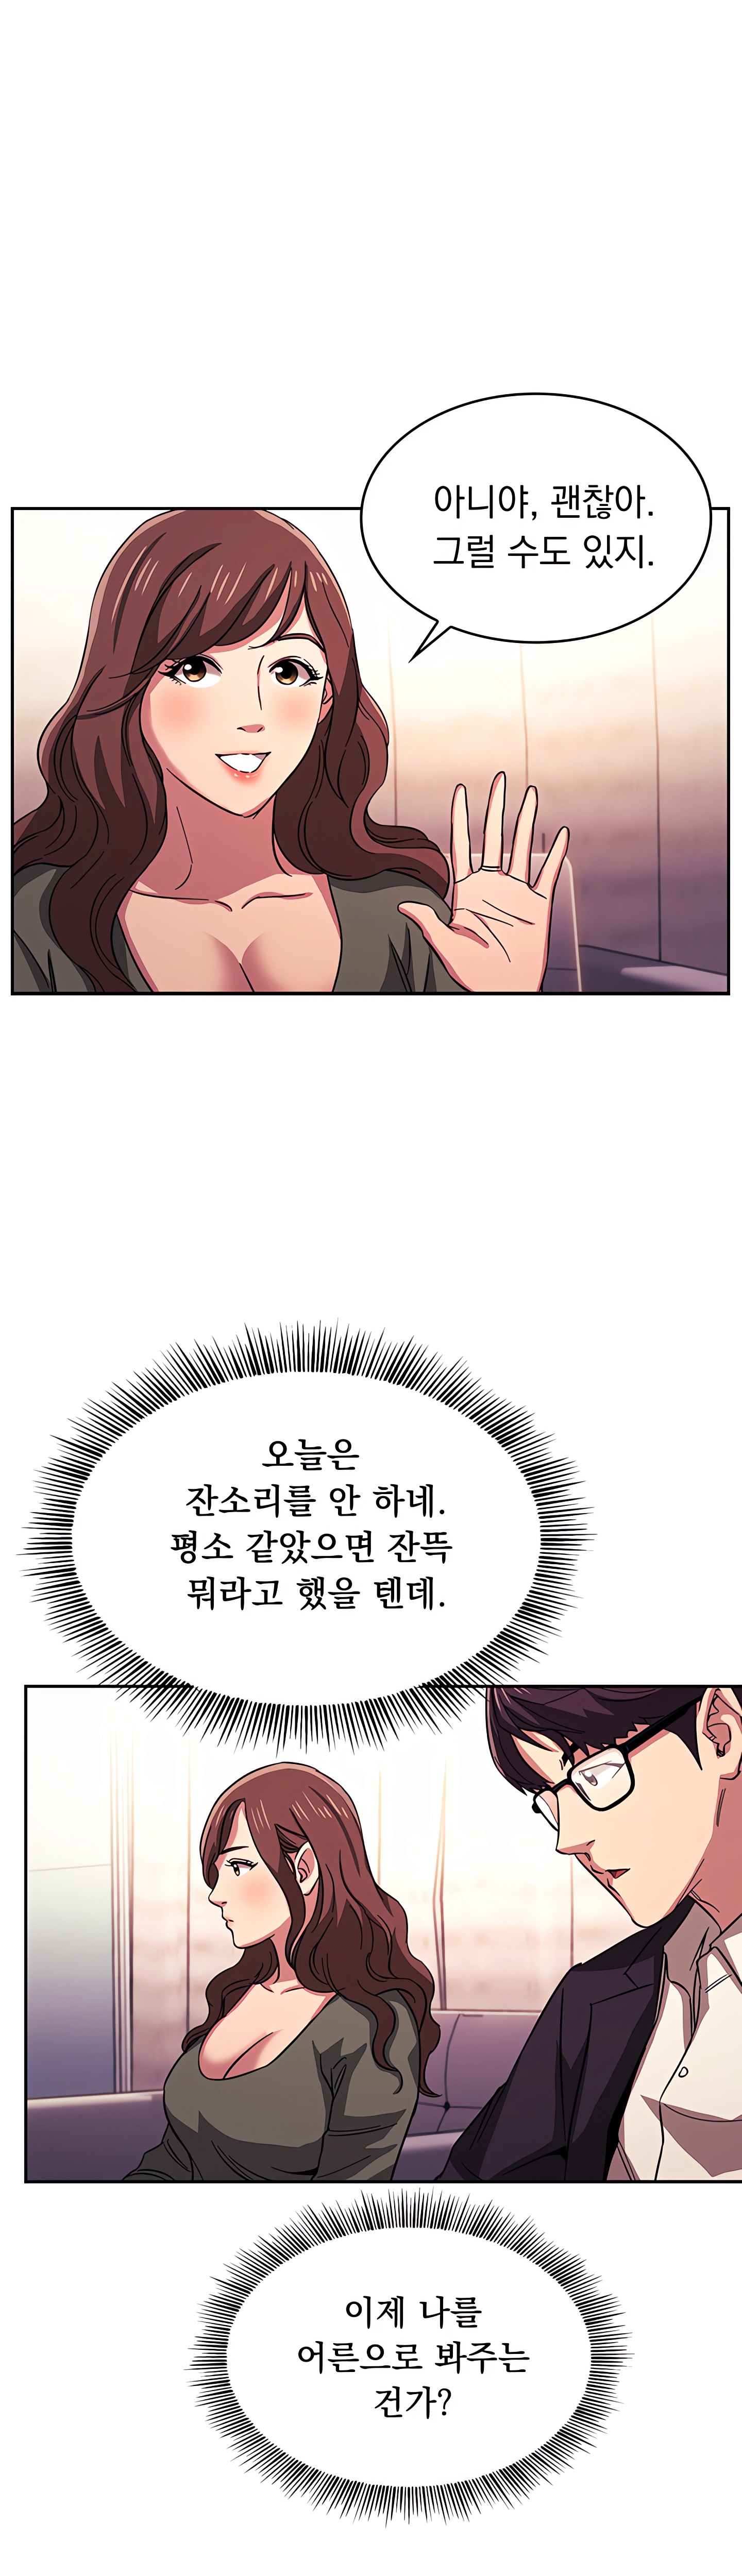 아니야, 괜찮아.
그럴 수도 있지.
오늘은
잔소리를 안 하네.
평소 같았으면 잔뜩
뭐라고 했을 텐데.
이제 나를
어른으로 봐주는
건가?